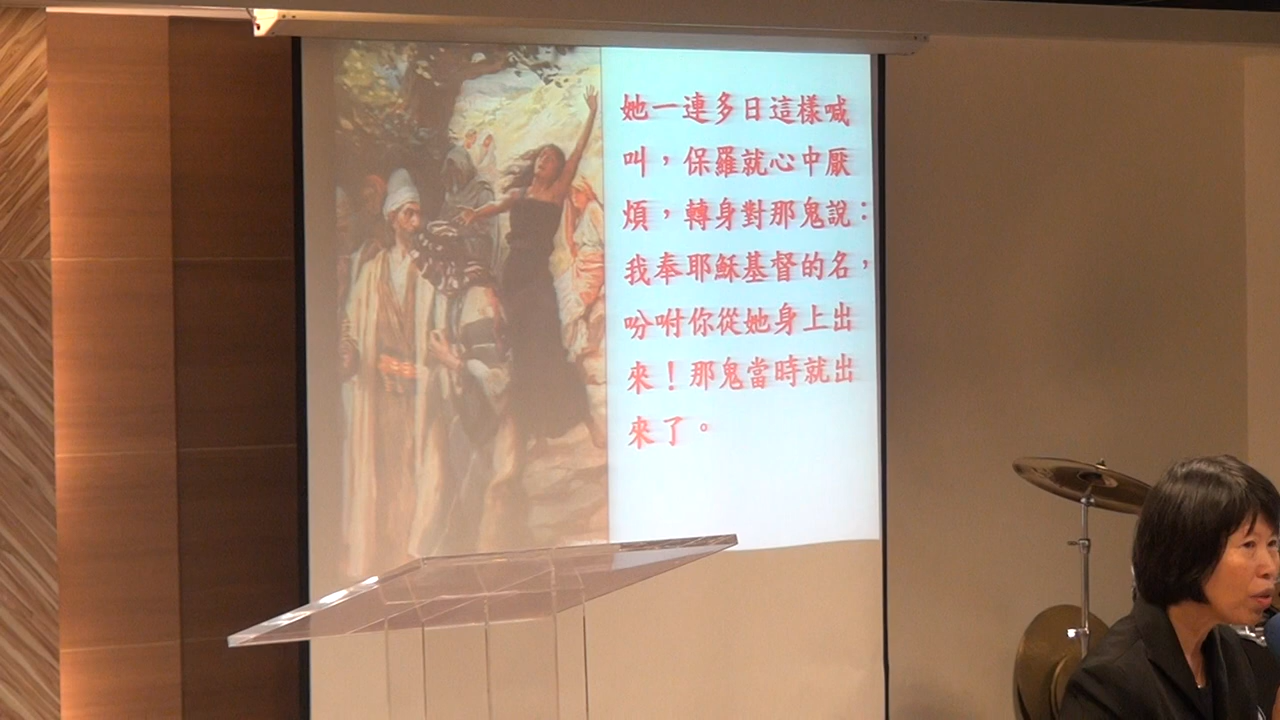 她一連多日這樣喊
叫，保羅就心中厭
煩，轉身對那鬼說：
我奉耶穌基督的名，
吩咐你從她身上出
來！那鬼當時就出
來了。